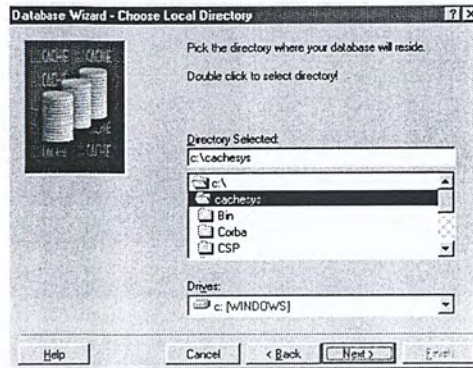 Database Wizard - Choose Local Directory
Pick the directory where your database will reside.
Double click to select directory!
CACHE
Directory Selected:
c:\cachesys
c:\
cachesys
Bin
Corba
CSP
Drives:
c: [WINDOWS]
Help
Cancel
< Back
Next >
Finish